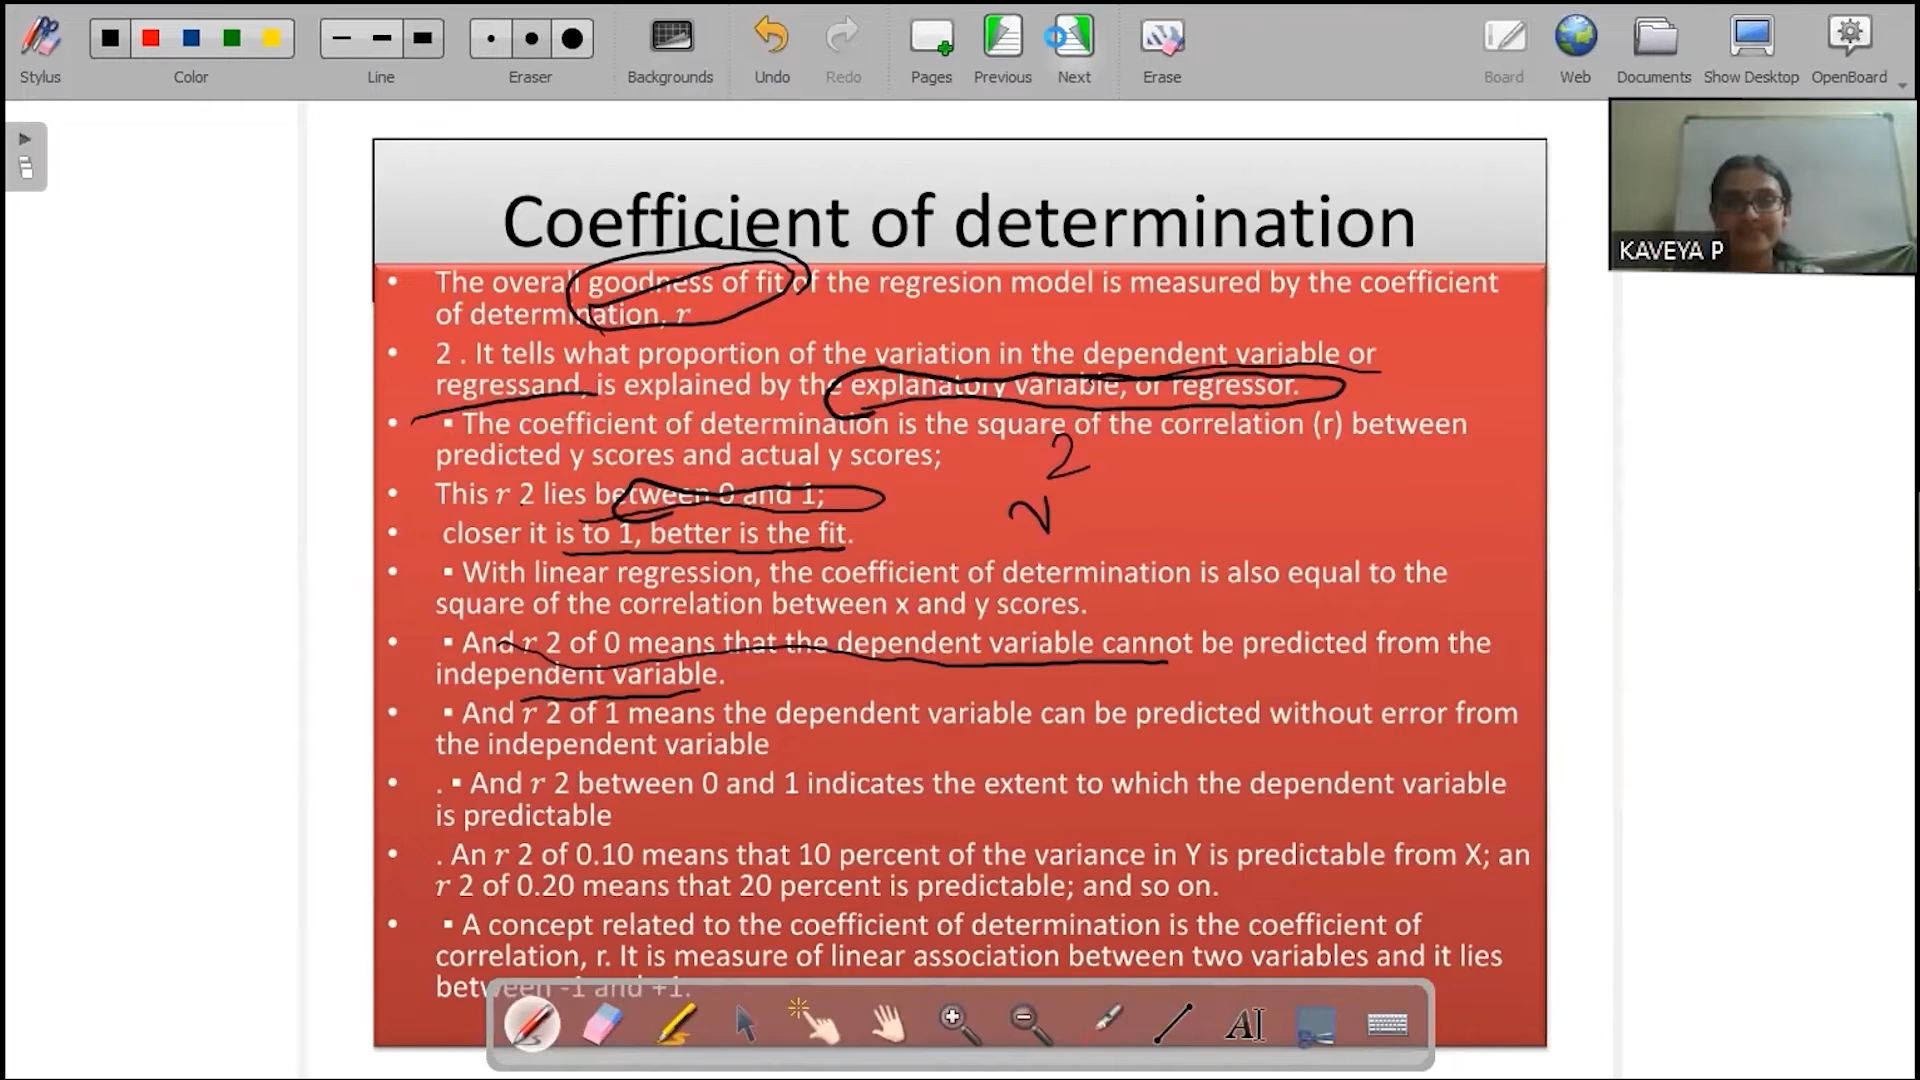 Stylus
Color
Line
Eraser
Backgrounds
Undo
Redo
Pages
Previous
Next
Erase
Board
Web
Documents
Show Desktop
OpenBoard
KAVEYA P
Coefficient of determination
• The overall goodness of fit of the regresion model is measured by the coefficient
of determination, r
• 2 . It tells what proportion of the variation in the dependent variable or
regressand, is explained by the explanatory variable, or regressor.
• ▪ The coefficient of determination is the square of the correlation (r) between
predicted y scores and actual y scores;
2
r
• This r 2 lies between 0 and 1;
• closer it is to 1, better is the fit.
• ▪ With linear regression, the coefficient of determination is also equal to the
square of the correlation between x and y scores.
• ▪ And r 2 of 0 means that the dependent variable cannot be predicted from the
independent variable.
• ▪ And r 2 of 1 means the dependent variable can be predicted without error from
the independent variable
• . ▪ And r 2 between 0 and 1 indicates the extent to which the dependent variable
is predictable
• . An r 2 of 0.10 means that 10 percent of the variance in Y is predictable from X; an
r 2 of 0.20 means that 20 percent is predictable; and so on.
• ▪ A concept related to the coefficient of determination is the coefficient of
correlation, r. It is measure of linear association between two variables and it lies
between -1 and +1.
AI